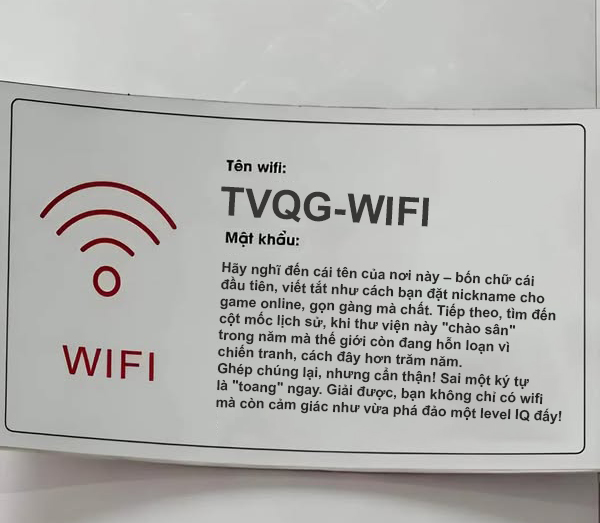 Tên wifi:
TVQG-WIFI
Mật khẩu:
Hãy nghĩ đến cái tên của nơi này – bốn chữ cái
đầu tiên, viết tắt như cách bạn đặt nickname cho
game online, gọn gàng mà chất. Tiếp theo, tìm đến
cột mốc lịch sử, khi thư viện này "chào sân"
trong năm mà thế giới còn đang hỗn loạn vì
chiến tranh, cách đây hơn trăm năm.
Ghép chúng lại, nhưng cẩn thận! Sai một ký tự
là "toang" ngay. Giải được, bạn không chỉ có wifi
mà còn cảm giác như vừa phá đảo một level IQ đấy!
WIFI